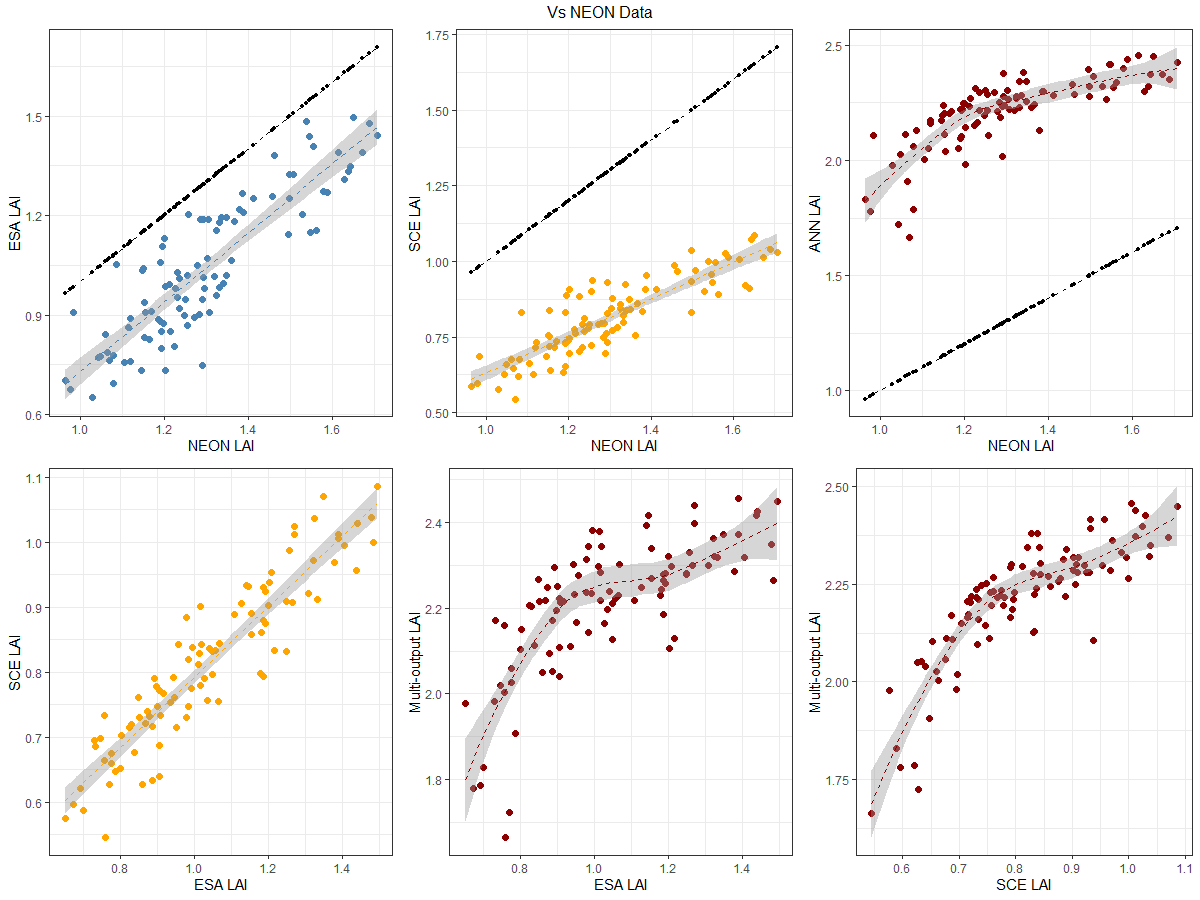 Vs NEON Data
ESA LAI
1.5
1.2
0.9
0.6
1.0 1.2 1.4 1.6
NEON LAI
SCE LAI
1.75
1.50
1.25
1.00
0.75
0.50
1.0 1.2 1.4 1.6
NEON LAI
ANN LAI
2.5
2.0
1.5
1.0
1.0 1.2 1.4 1.6
NEON LAI
SCE LAI
1.1
1.0
0.9
0.8
0.7
0.6
0.8 1.0 1.2 1.4
ESA LAI
Multi-output LAI
2.4
2.2
2.0
1.8
0.8 1.0 1.2 1.4
ESA LAI
Multi-output LAI
2.50
2.25
2.00
1.75
0.6 0.7 0.8 0.9 1.0 1.1
SCE LAI